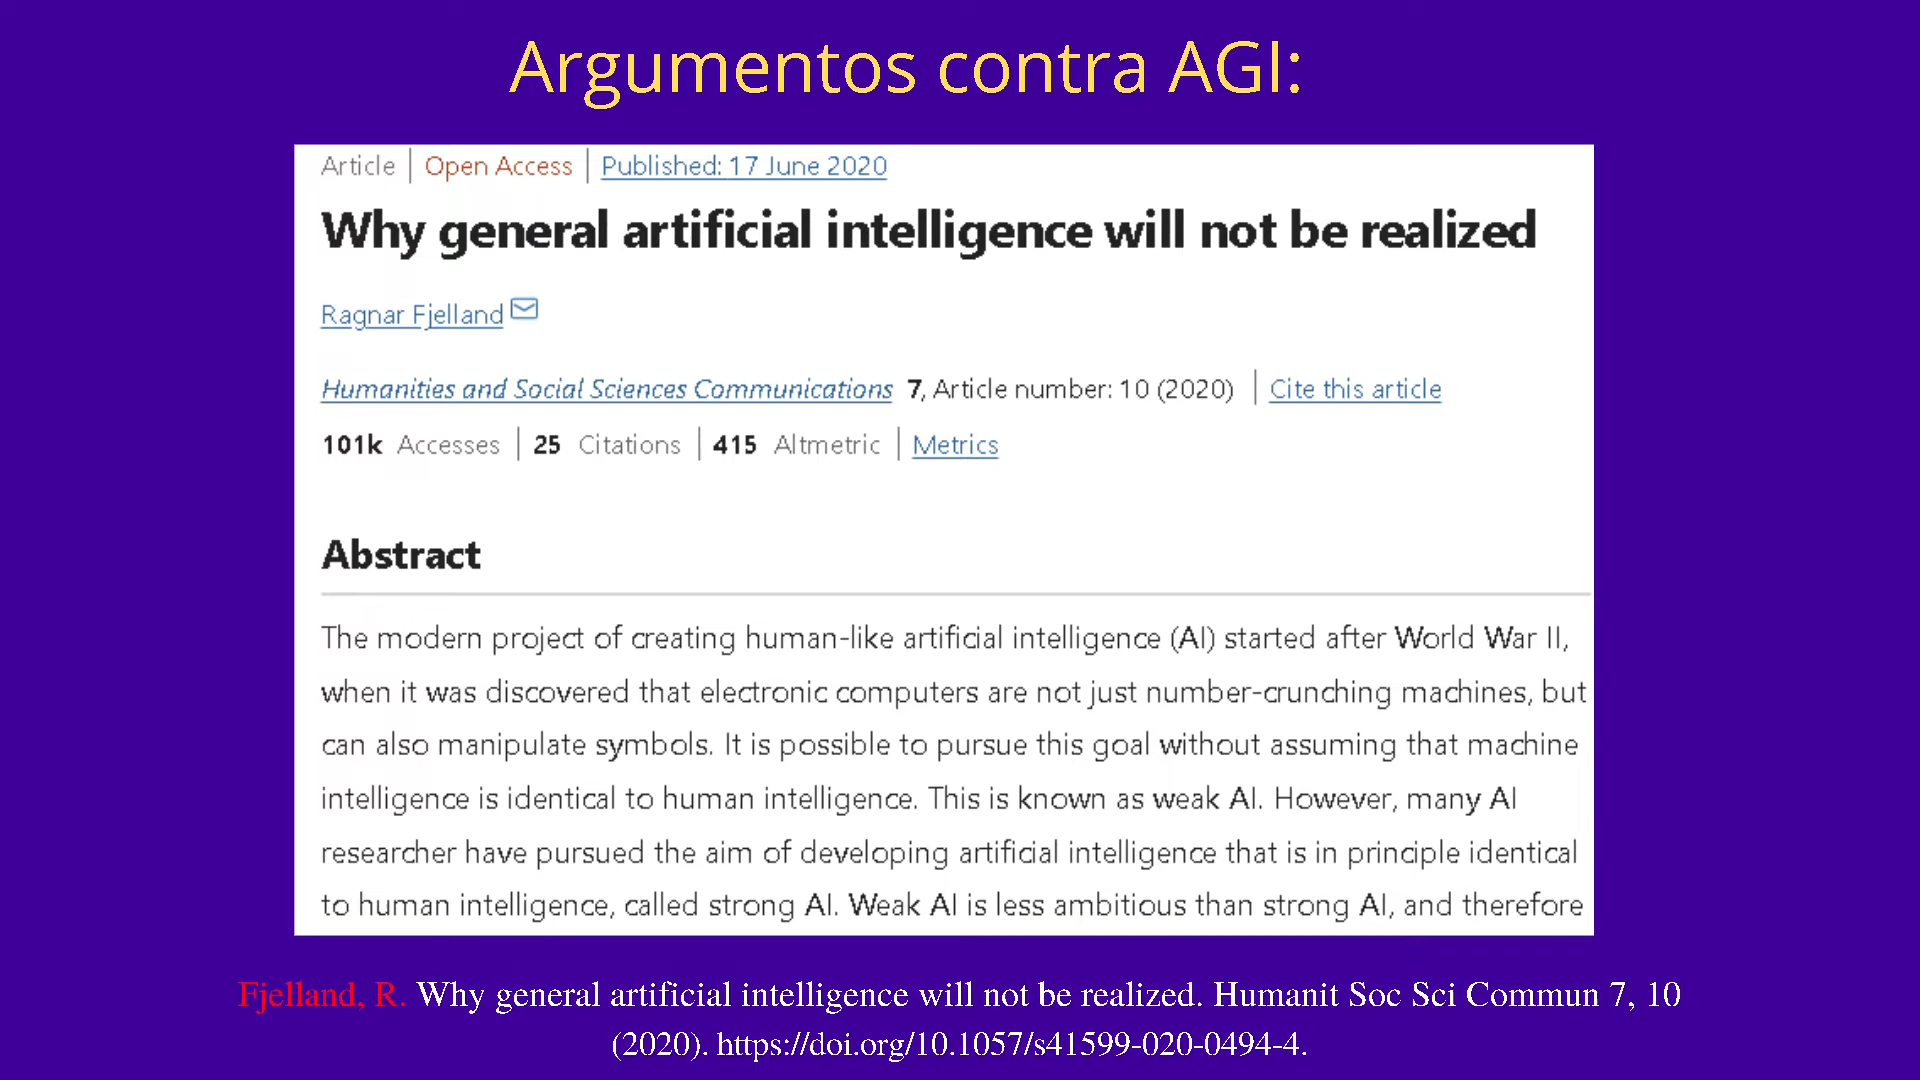 Argumentos contra AGI:
Article | Open Access | Published: 17 June 2020
Why general artificial intelligence will not be realized
Ragnar Fjelland
Humanities and Social Sciences Communications 7, Article number: 10 (2020) | Cite this article
101k Accesses | 25 Citations | 415 Altmetric | Metrics
Abstract
The modern project of creating human-like artificial intelligence (AI) started after World War II,
when it was discovered that electronic computers are not just number-crunching machines, but
can also manipulate symbols. It is possible to pursue this goal without assuming that machine
intelligence is identical to human intelligence. This is known as weak AI. However, many AI
researcher have pursued the aim of developing artificial intelligence that is in principle identical
to human intelligence, called strong AI. Weak AI is less ambitious than strong AI, and therefore
Fjelland, R. Why general artificial intelligence will not be realized. Humanit Soc Sci Commun 7, 10
(2020). https://doi.org/10.1057/s41599-020-0494-4.